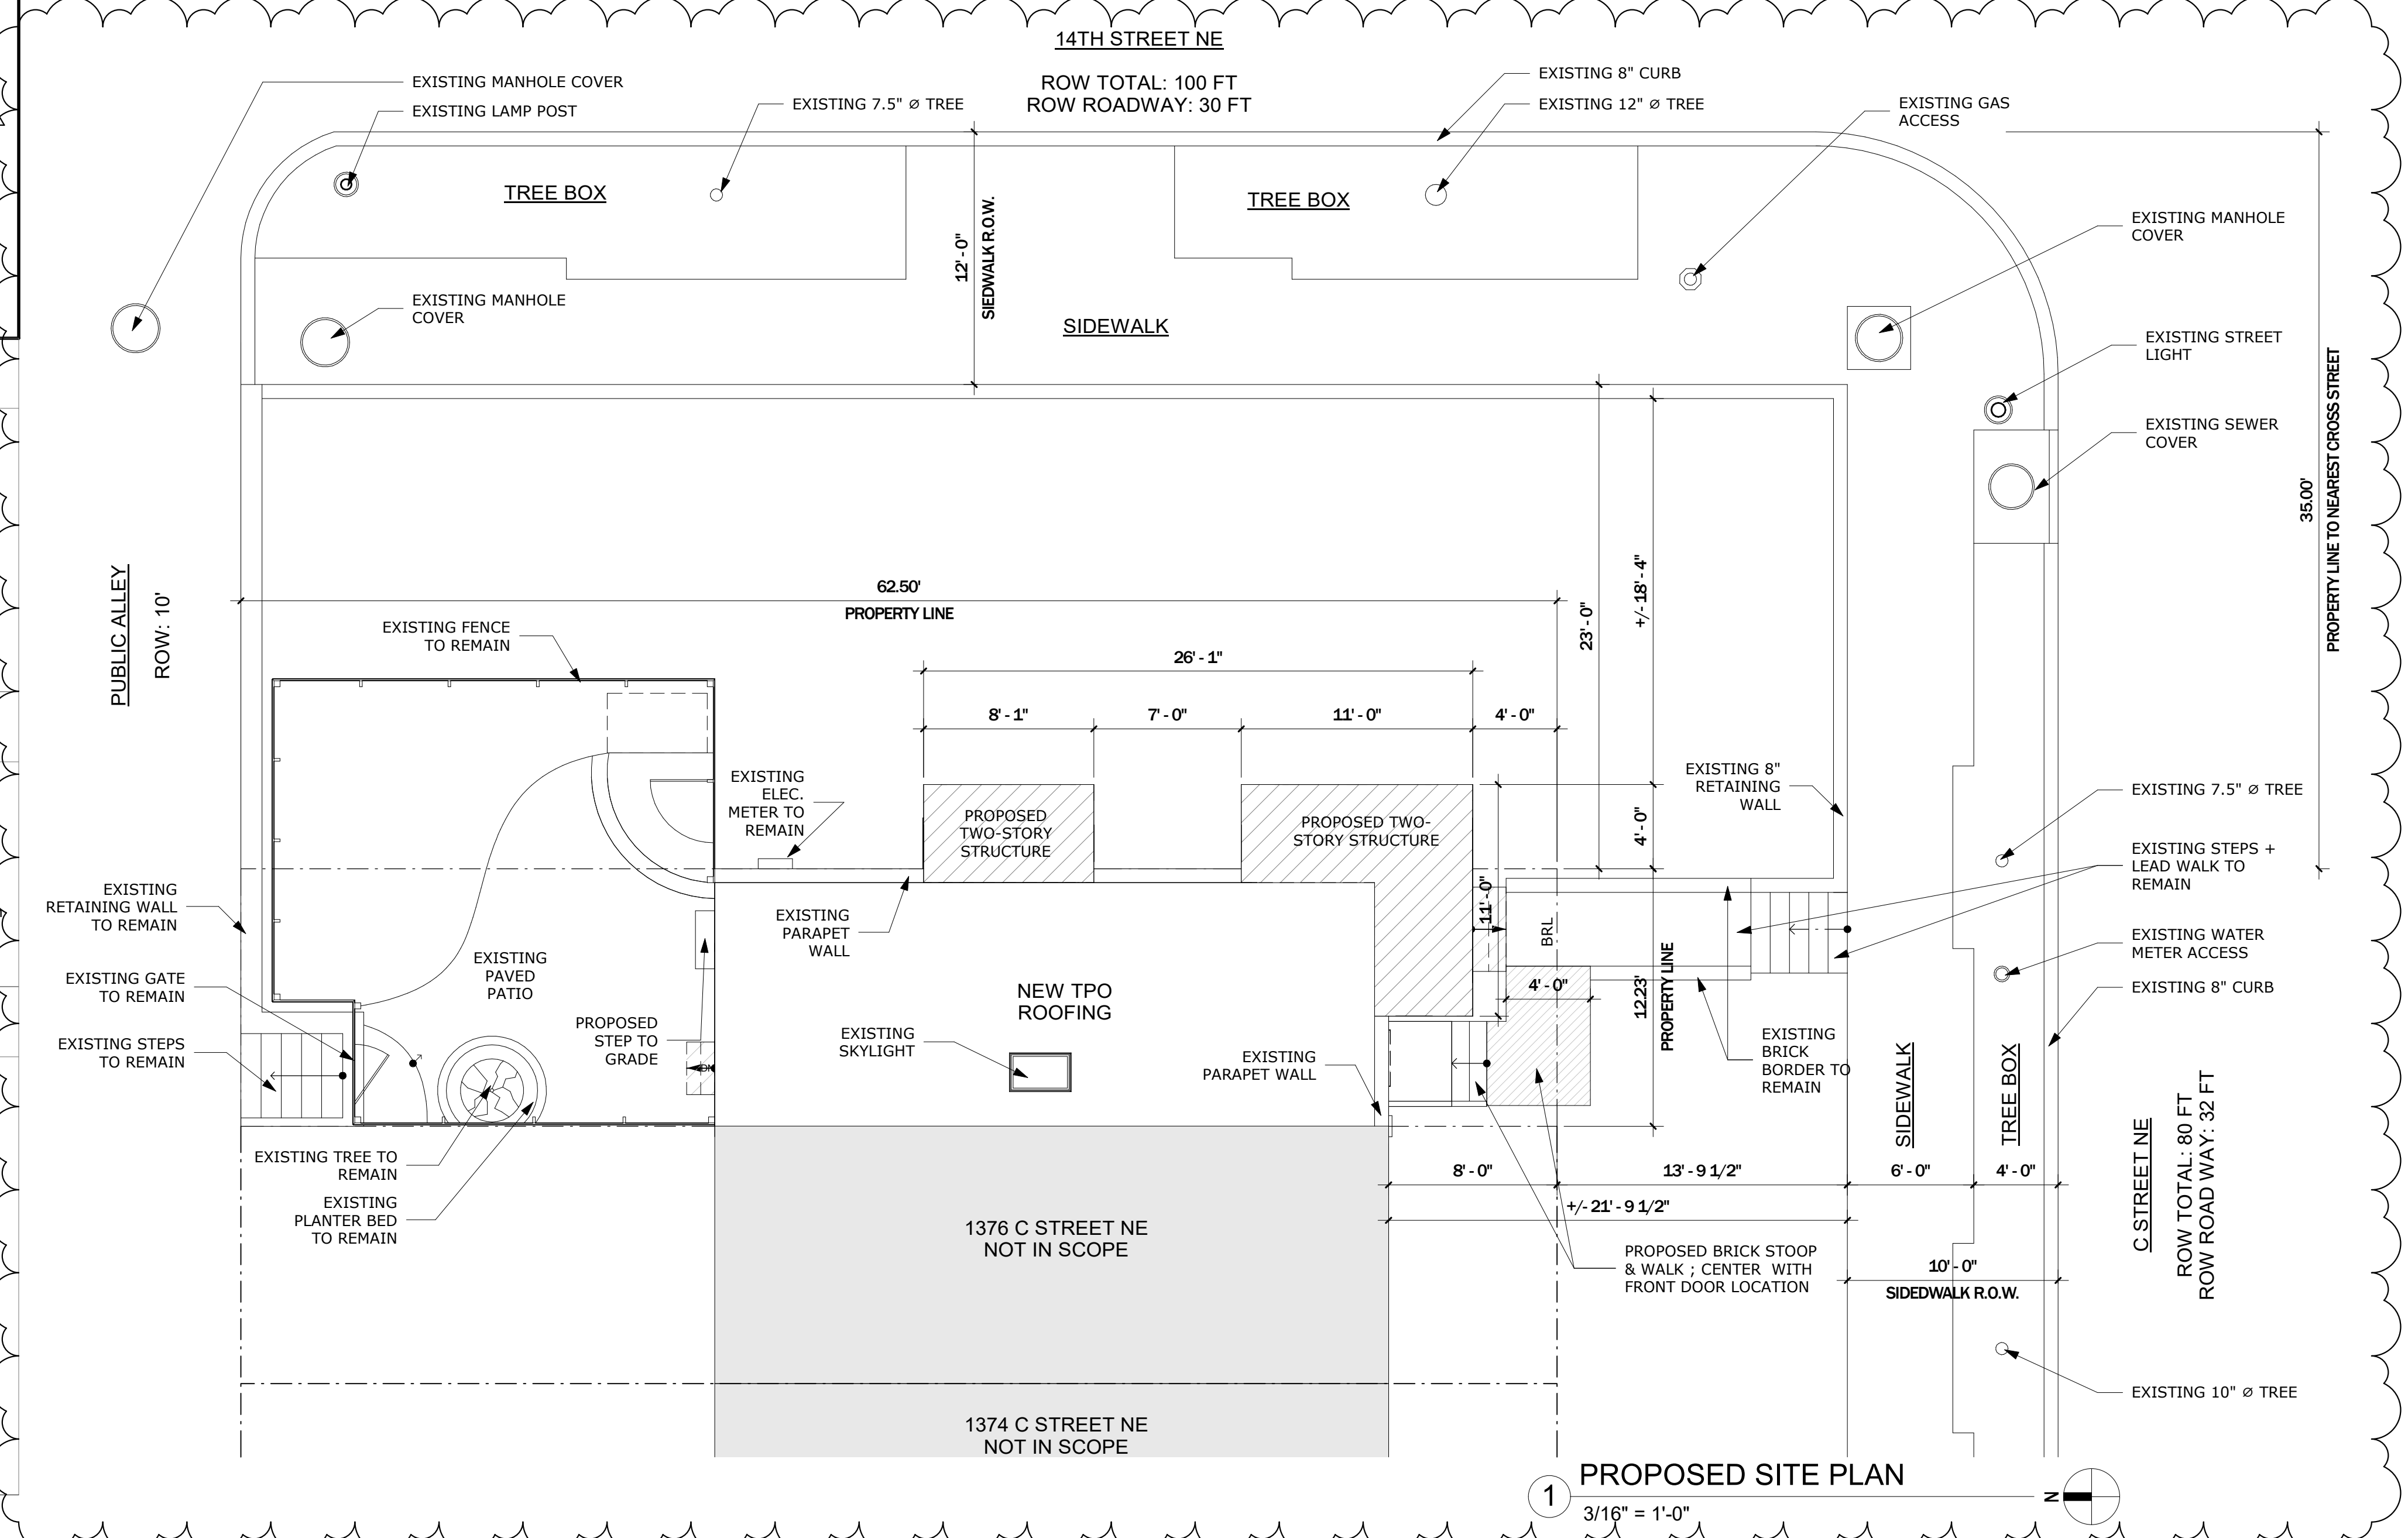 14TH STREET NE
ROW TOTAL: 100 FT
ROW ROADWAY: 30 FT
EXISTING MANHOLE COVER
EXISTING LAMP POST
EXISTING 7.5" ⌀ TREE
EXISTING 8" CURB
EXISTING 12" ⌀ TREE
EXISTING GAS
ACCESS
TREE BOX
TREE BOX
12' - 0"
SIEDWALK R.O.W.
EXISTING MANHOLE
COVER
EXISTING MANHOLE
COVER
SIDEWALK
EXISTING STREET
LIGHT
EXISTING SEWER
COVER
35.00'
PROPERTY LINE TO NEAREST CROSS STREET
PUBLIC ALLEY
ROW: 10'
62.50'
PROPERTY LINE
EXISTING FENCE
TO REMAIN
23' - 0"
+/- 18' - 4"
26' - 1"
8' - 1"
7' - 0"
11' - 0"
4' - 0"
EXISTING
ELEC.
METER TO
REMAIN
PROPOSED
TWO-STORY
STRUCTURE
PROPOSED TWO-
STORY STRUCTURE
4' - 0"
EXISTING 8"
RETAINING
WALL
EXISTING 7.5" ⌀ TREE
EXISTING STEPS +
LEAD WALK TO
REMAIN
EXISTING
RETAINING WALL
TO REMAIN
EXISTING
PARAPET
WALL
11' - 0"
BRL
EXISTING WATER
METER ACCESS
EXISTING GATE
TO REMAIN
EXISTING
PAVED
PATIO
NEW TPO
ROOFING
4' - 0"
12.23'
PROPERTY LINE
EXISTING 8" CURB
EXISTING STEPS
TO REMAIN
PROPOSED
STEP TO
GRADE
DN
EXISTING
SKYLIGHT
EXISTING
PARAPET WALL
EXISTING
BRICK
BORDER TO
REMAIN
SIDEWALK
TREE BOX
C STREET NE
ROW TOTAL: 80 FT
ROW ROAD WAY: 32 FT
EXISTING TREE TO
REMAIN
EXISTING
PLANTER BED
TO REMAIN
8' - 0"
13' - 9 1/2"
6' - 0"
4' - 0"
+/- 21' - 9 1/2"
1376 C STREET NE
NOT IN SCOPE
PROPOSED BRICK STOOP
& WALK ; CENTER WITH
FRONT DOOR LOCATION
10' - 0"
SIDEDWALK R.O.W.
EXISTING 10" ⌀ TREE
1374 C STREET NE
NOT IN SCOPE
1
PROPOSED SITE PLAN
3/16" = 1'-0"
N